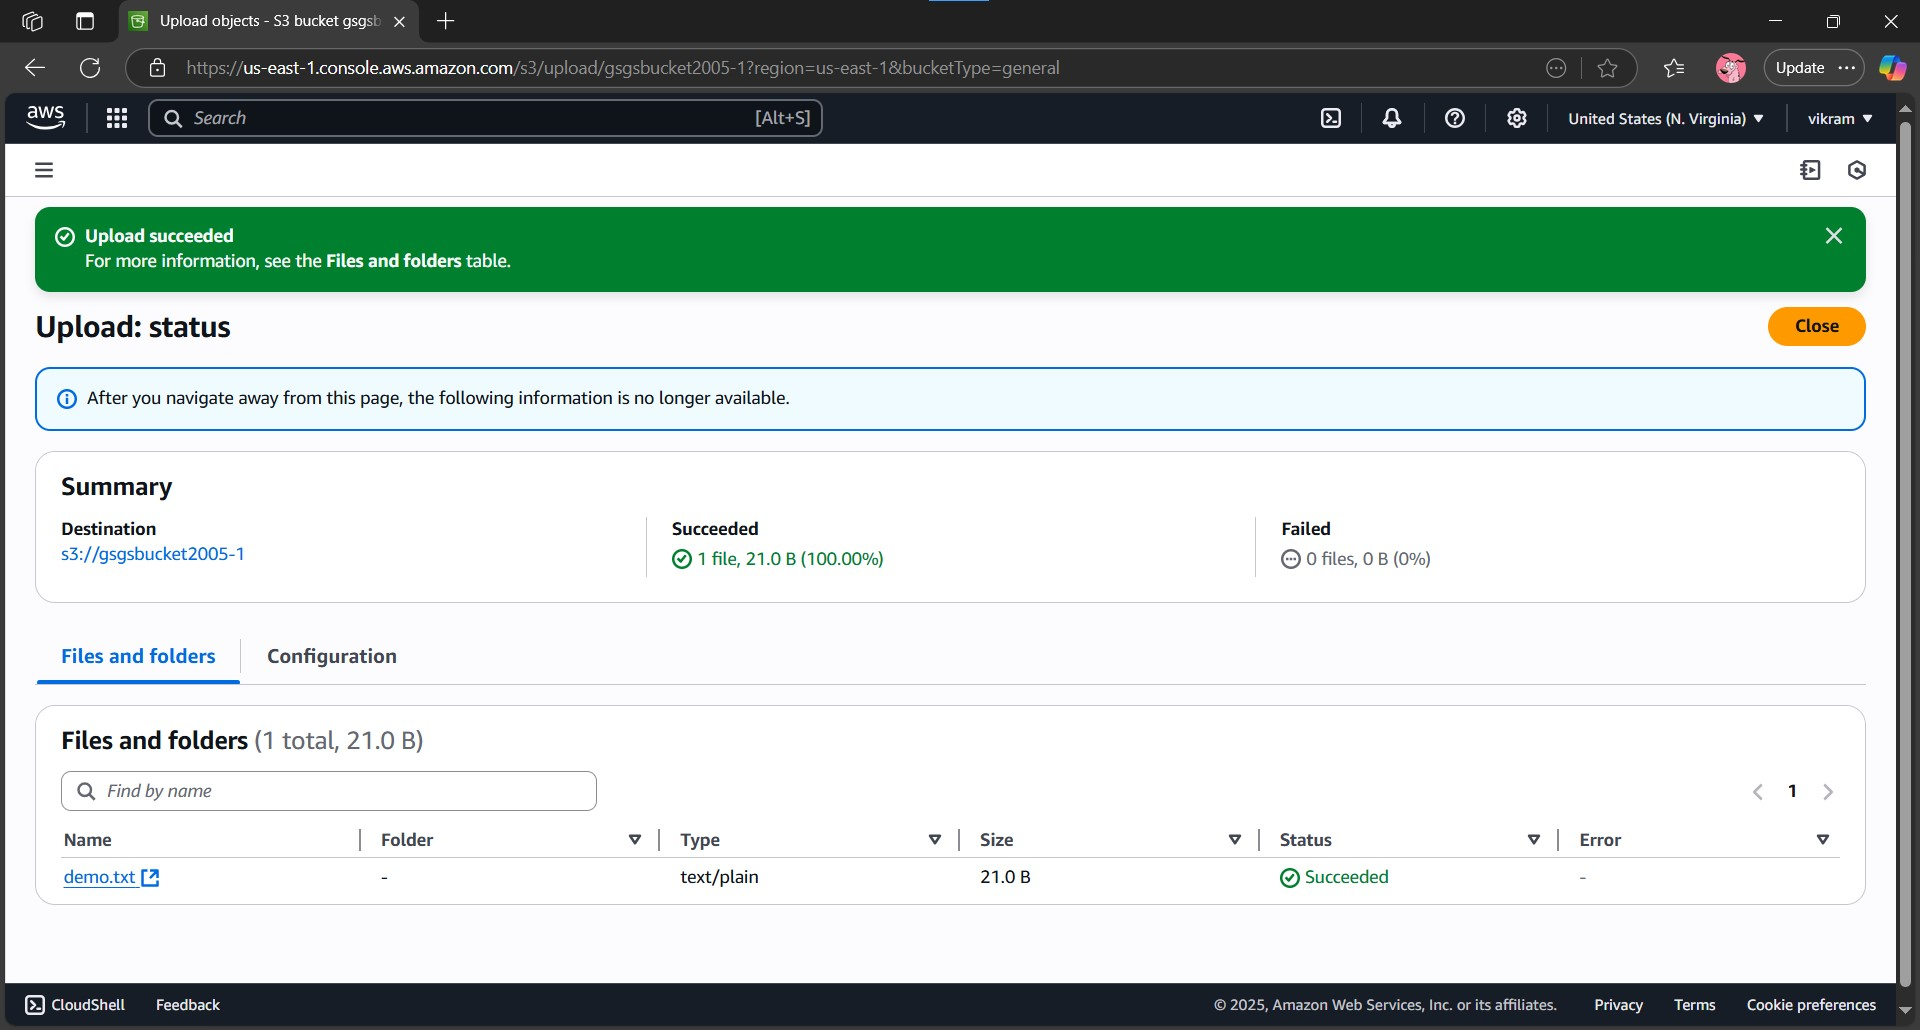 Upload objects - S3 bucket gsgsb
https://us-east-1.console.aws.amazon.com/s3/upload/gsgsbucket2005-1?region=us-east-1&bucketType=general
Update
aws
Search
[Alt+S]
United States (N. Virginia)
vikram
Upload succeeded
For more information, see the Files and folders table.
Upload: status
Close
After you navigate away from this page, the following information is no longer available.
Summary
Destination
s3://gsgsbucket2005-1
Succeeded
1 file, 21.0 B (100.00%)
Failed
0 files, 0 B (0%)
Files and folders
Configuration
Files and folders (1 total, 21.0 B)
Find by name
1
Name Folder Type Size Status Error
demo.txt - text/plain 21.0 B Succeeded -
CloudShell Feedback © 2025, Amazon Web Services, Inc. or its affiliates. Privacy Terms Cookie preferences